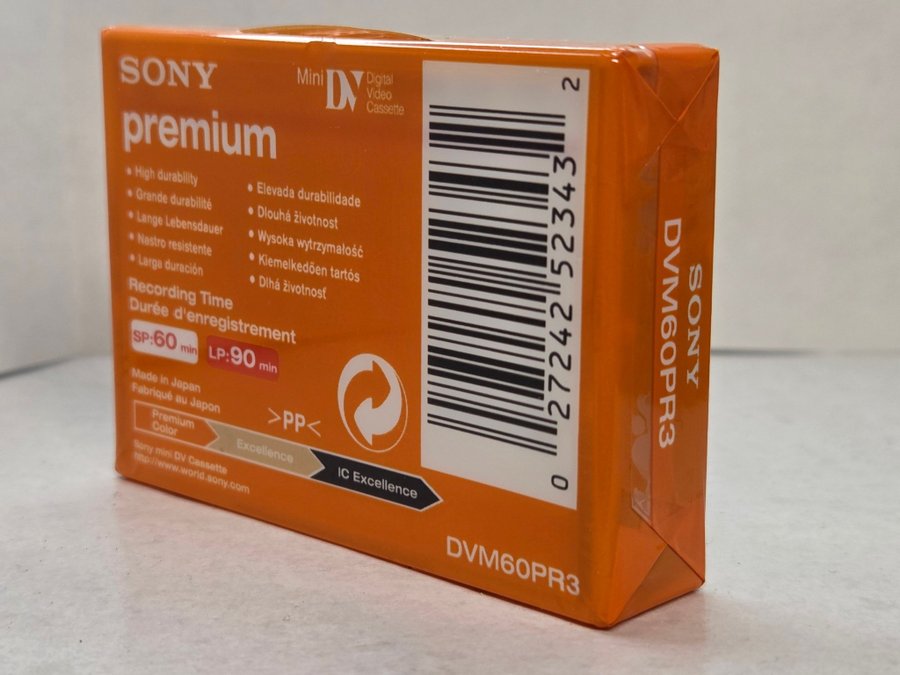 SONY
Mini DV Digital
Video
Cassette
premium
• High durability
• Grande durabilité
• Lange Lebensdauer
• Nastro resistente
• Larga duración
• Elevada durabilidade
• Dlouhá životnost
• Wysoka wytrzymałość
• Kiemelkedően tartós
• Dlhá životnosť
Recording Time
Durée d'enregistrement
SP:60 min LP:90 min
Made in Japan
Fabriqué au Japon
>PP<
Premium
Color
Excellence
IC Excellence
Sony mini DV Cassette
http://www.world.sony.com
DVM60PR3
0 27242 52343 2
SONY
DVM60PR3